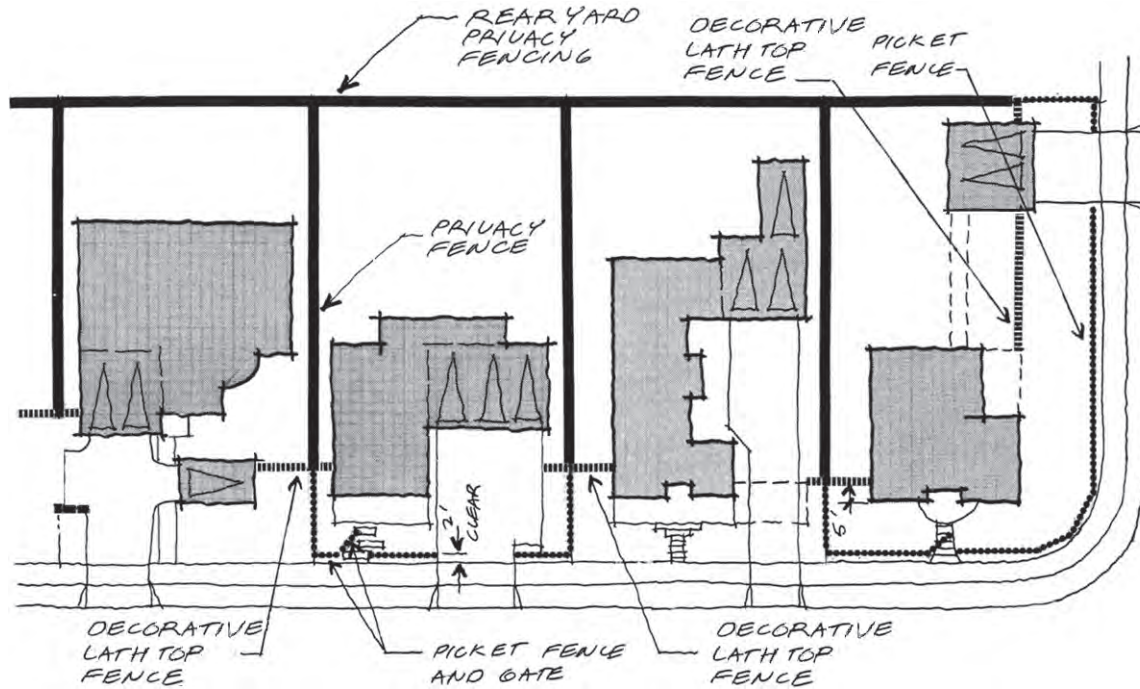 REAR YARD
PRIVACY
FENCING
DECORATIVE
LATH TOP
FENCE
PICKET
FENCE
PRIVACY
FENCE
2'
CLEAR
5'
DECORATIVE
LATH TOP
FENCE
PICKET FENCE
AND GATE
DECORATIVE
LATH TOP
FENCE